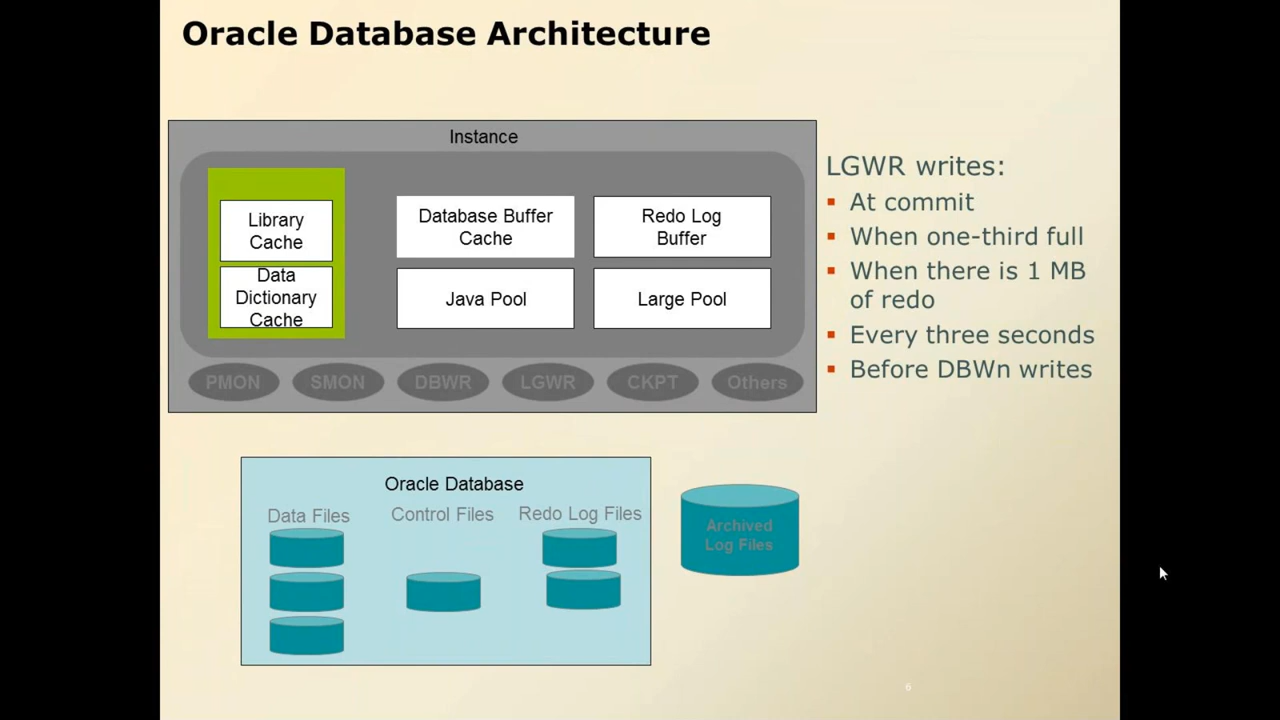 Oracle Database Architecture
Instance
Library
Cache
Data
Dictionary
Cache
Database Buffer
Cache
Redo Log
Buffer
Java Pool
Large Pool
PMON
SMON
DBWR
LGWR
CKPT
Others
LGWR writes:
At commit
When one-third full
When there is 1 MB
of redo
Every three seconds
Before DBWn writes
Oracle Database
Data Files
Control Files
Redo Log Files
Archived
Log Files
6